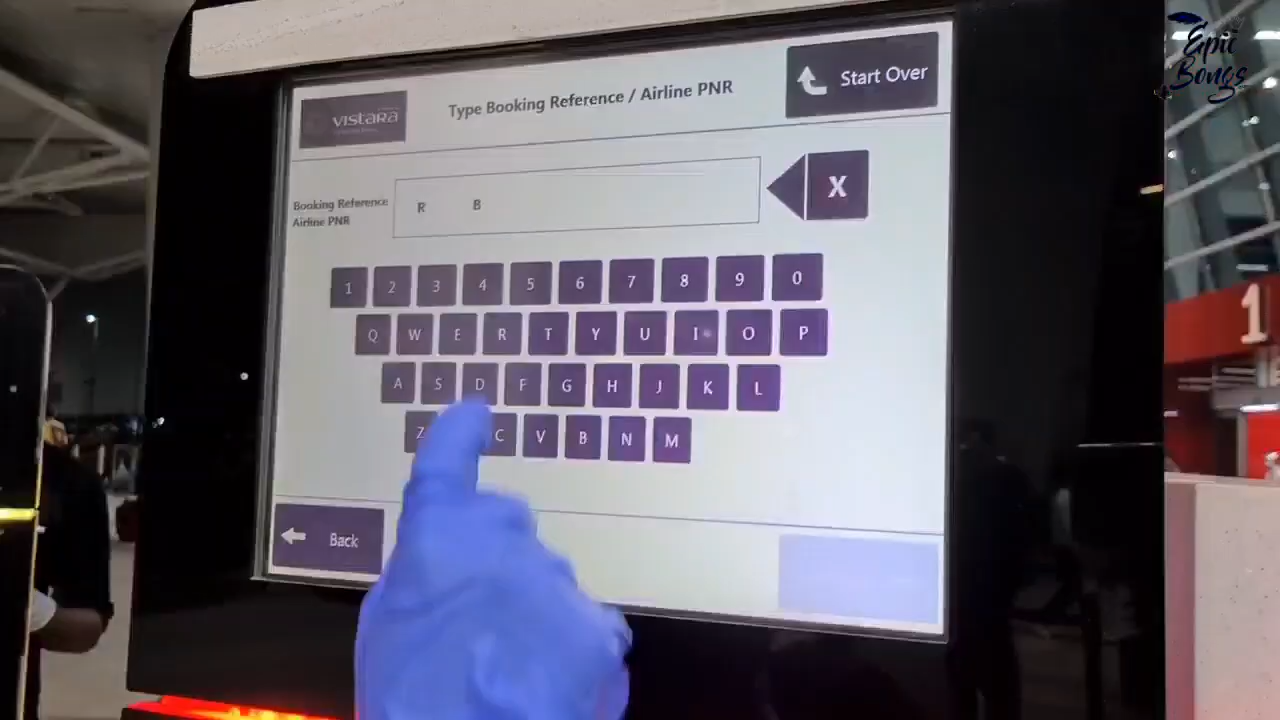 Epic
Bongs
VISTARA
Type Booking Reference / Airline PNR
Start Over
Booking Reference
Airline PNR
R B
X
1 2 3 4 5 6 7 8 9 0
Q W E R T Y U I O P
A S D F G H J K L
Z C V B N M
Back
1